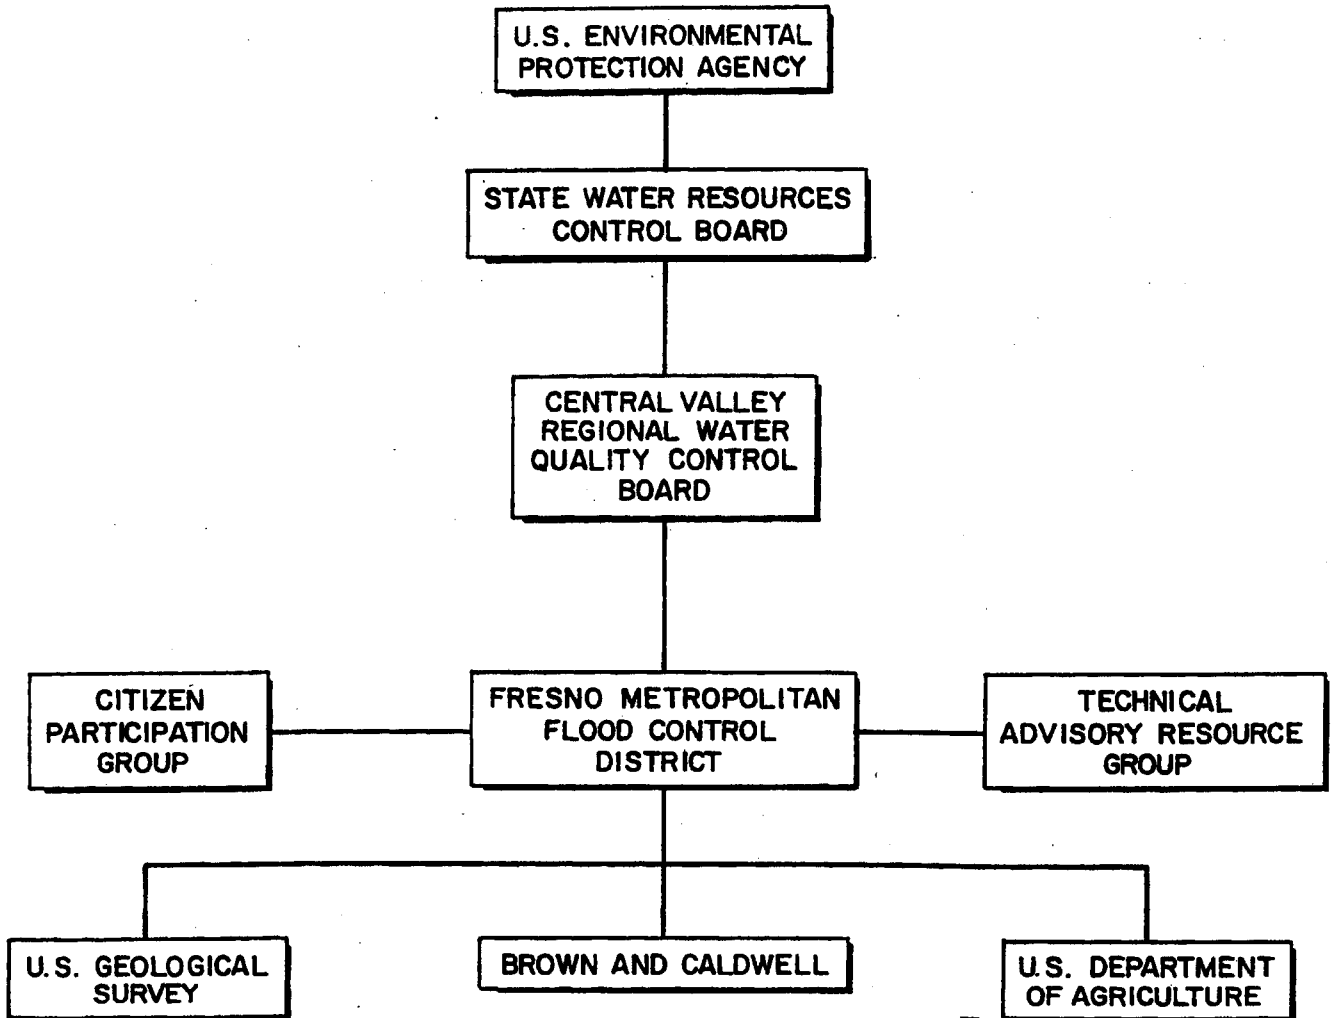 U.S. ENVIRONMENTAL
PROTECTION AGENCY
STATE WATER RESOURCES
CONTROL BOARD
CENTRAL VALLEY
REGIONAL WATER
QUALITY CONTROL
BOARD
CITIZEN
PARTICIPATION
GROUP
FRESNO METROPOLITAN
FLOOD CONTROL
DISTRICT
TECHNICAL
ADVISORY RESOURCE
GROUP
U.S. GEOLOGICAL
SURVEY
BROWN AND CALDWELL
U.S. DEPARTMENT
OF AGRICULTURE